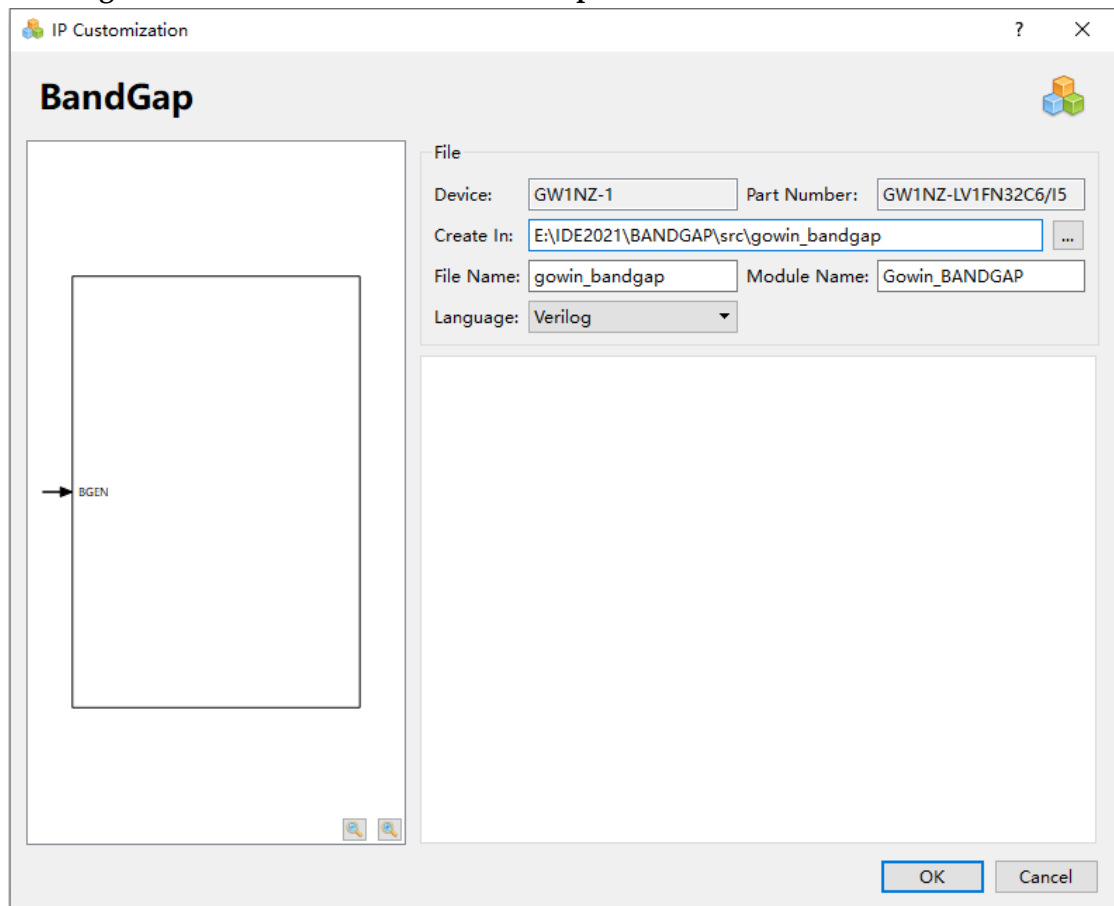 IP Customization
BandGap
File
Device: GW1NZ-1 Part Number: GW1NZ-LV1FN32C6/I5
Create In: E:\IDE2021\BANDGAP\src\gowin_bandgap ...
File Name: gowin_bandgap Module Name: Gowin_BANDGAP
Language: Verilog
BGEN
OK Cancel